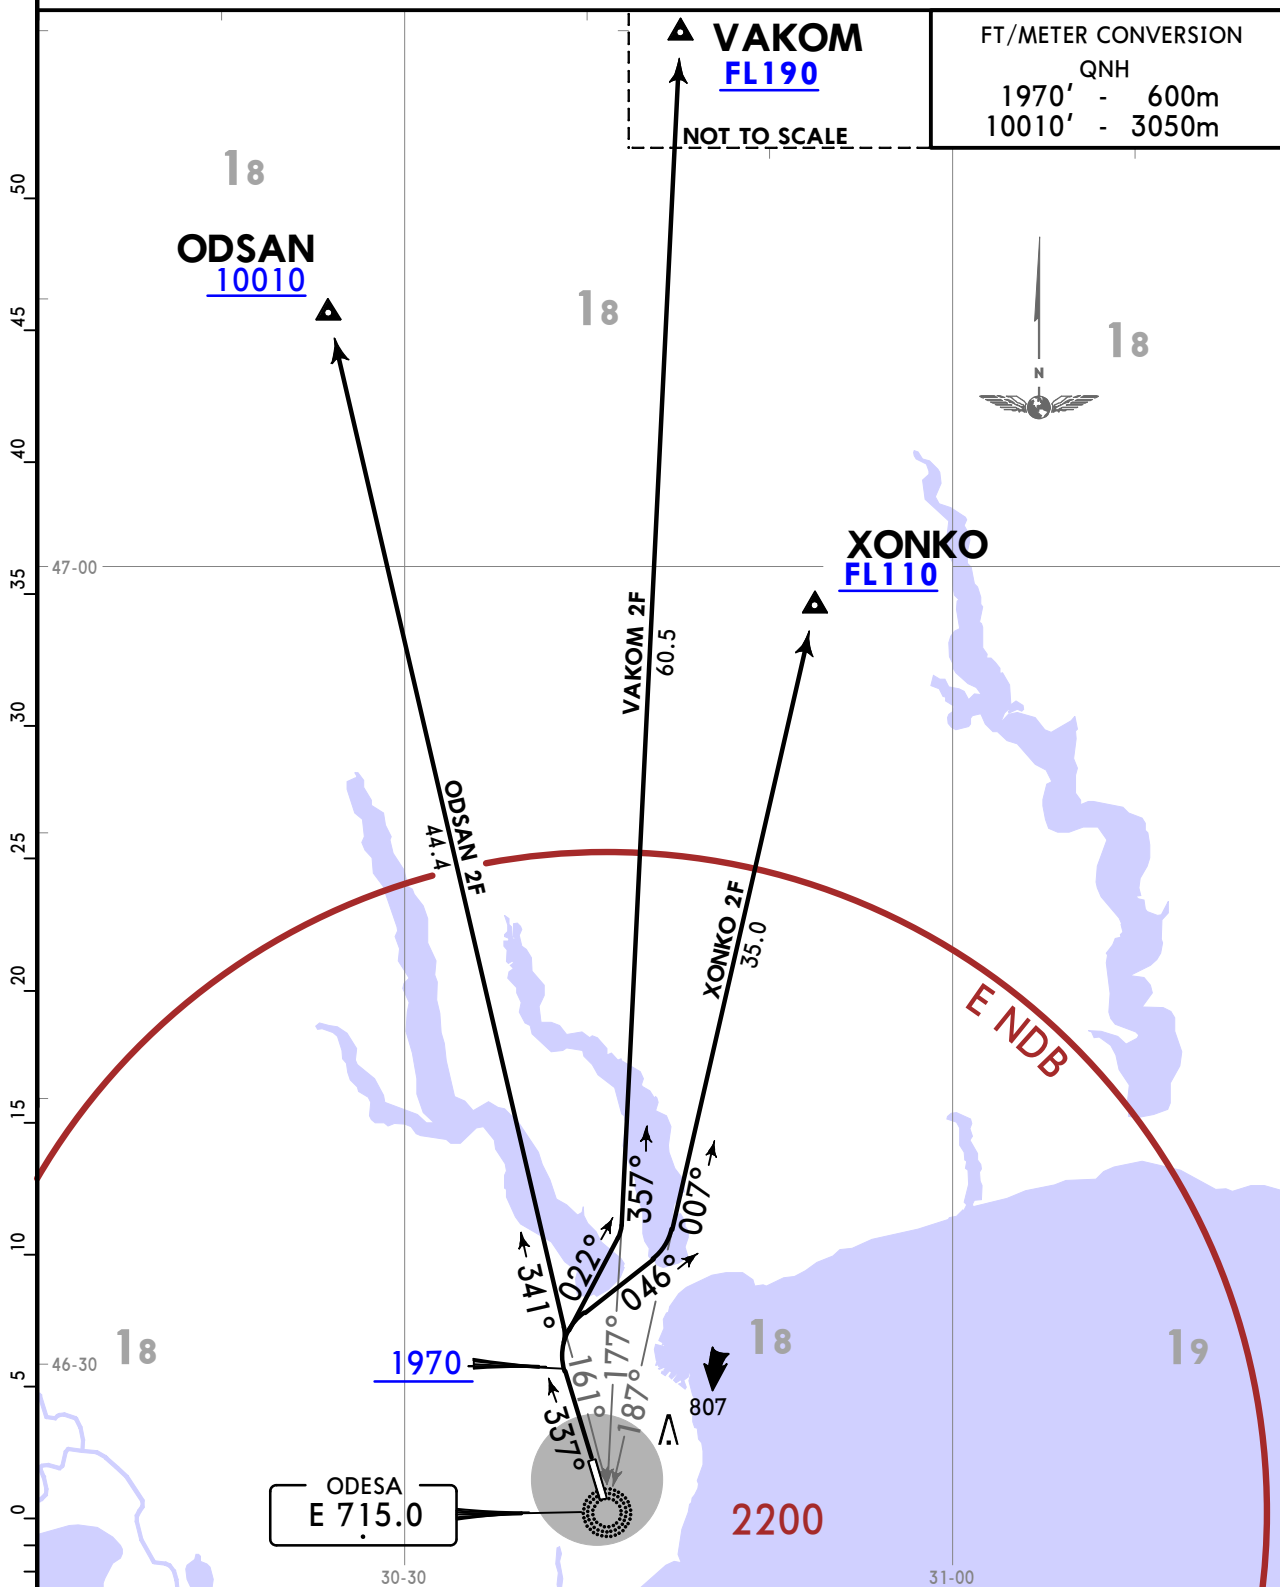 VAKOM
FL190
NOT TO SCALE
FT/METER CONVERSION
QNH
1970' - 600m
10010' - 3050m
18
50
ODSAN
10010
18
18
45
N
40
XONKO
FL110
47-00
35
VAKOM 2F
60.5
30
ODSAN 2F
44.4
25
XONKO 2F
35.0
20
E NDB
15
357°
007°
10
341°
022°
046°
18
46-30
1970
5
161°
177°
187°
18
19
807
337°
ODESA
E 715.0
.
0
2200
30-30
31-00